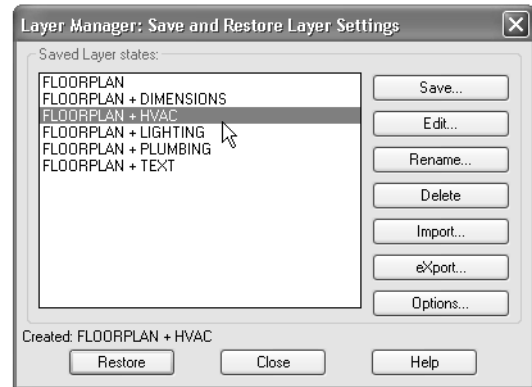 Layer Manager: Save and Restore Layer Settings
Saved Layer states:
FLOORPLAN
FLOORPLAN + DIMENSIONS
FLOORPLAN + HVAC
FLOORPLAN + LIGHTING
FLOORPLAN + PLUMBING
FLOORPLAN + TEXT
Save...
Edit...
Rename...
Delete
Import...
eXport...
Options...
Created: FLOORPLAN + HVAC
Restore
Close
Help